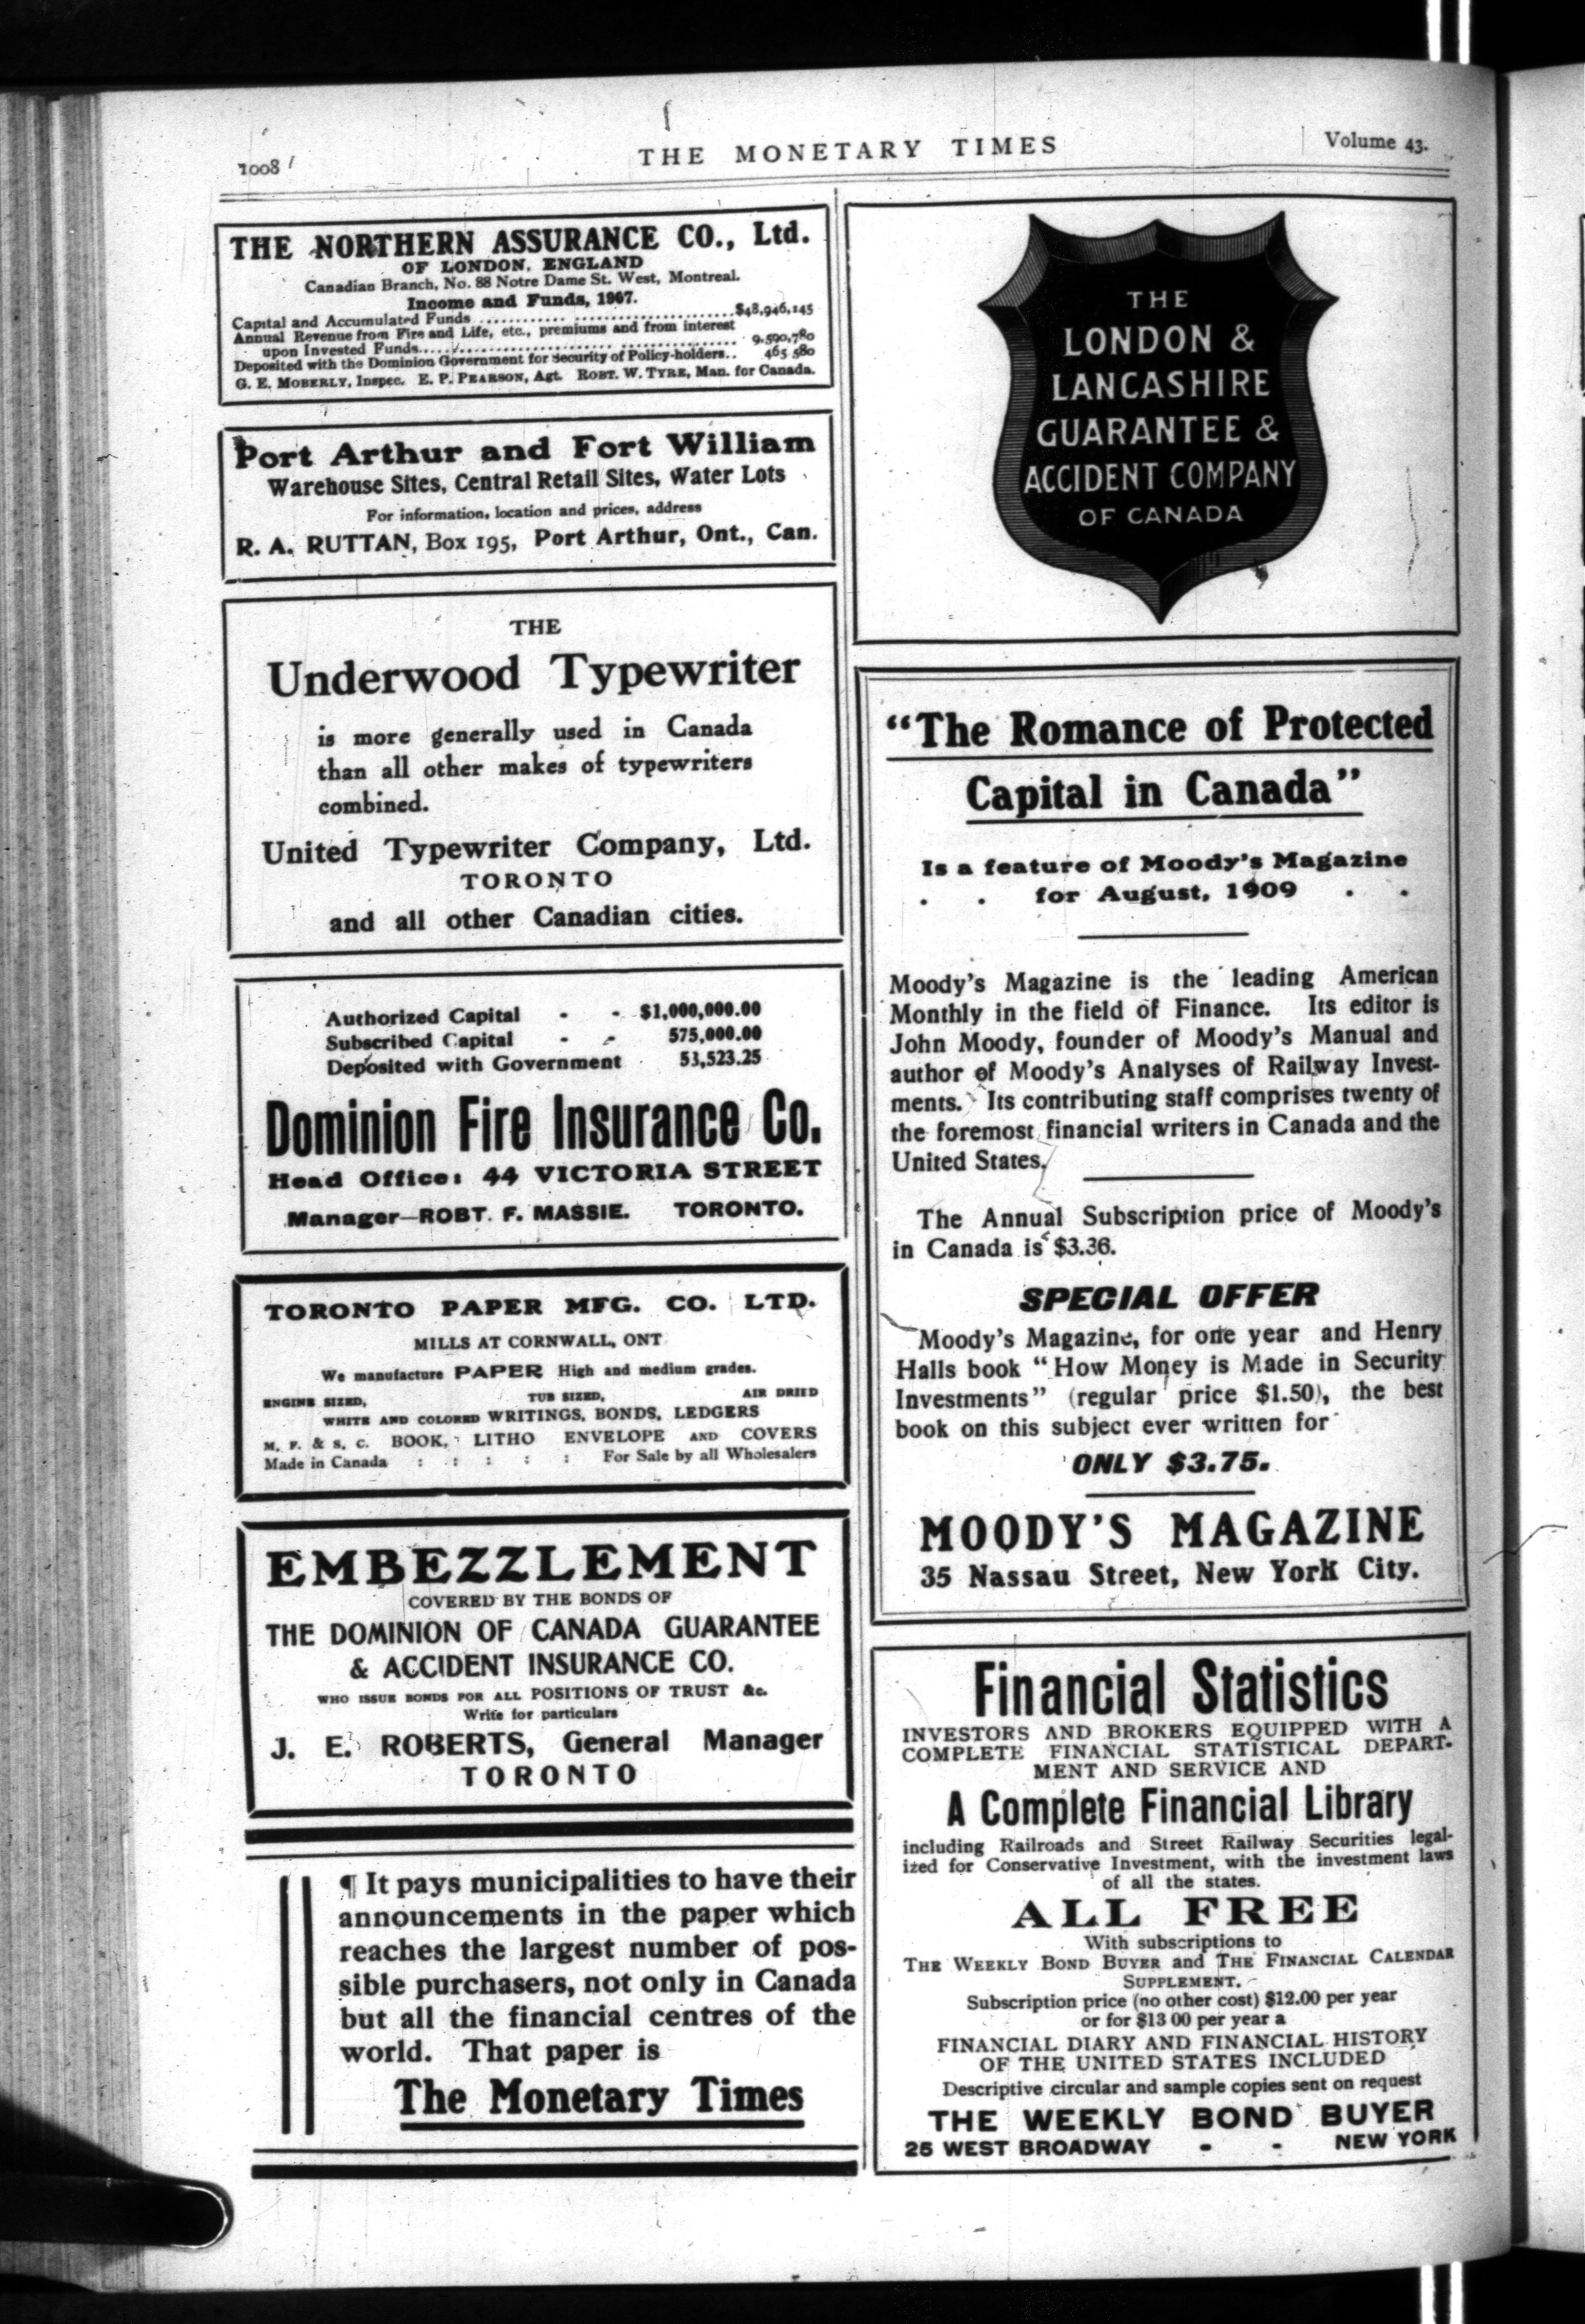 1008
THE MONETARY TIMES
Volume 43.
THE NORTHERN ASSURANCE CO., Ltd.
OF LONDON, ENGLAND
Canadian Branch, No. 88 Notre Dame St. West, Montreal.
Income and Funds, 1907.
Capital and Accumulated Funds ............ .......................$48,946,145
Annual Revenue from Fire and Life, etc., premiums and from interest
upon Invested Funds................................................. 9,590,780
Deposited with the Dominion Government for Security of Policy-holders.. 465 580
G. E. MOBERLY, Inspec. E. P. PEARSON, Agt. ROBT. W. TYRE, Man. for Canada.
Port Arthur and Fort William
Warehouse Sites, Central Retail Sites, Water Lots
For information, location and prices, address
R. A. RUTTAN, Box 195, Port Arthur, Ont., Can.
THE
Underwood Typewriter
is more generally used in Canada
than all other makes of typewriters
combined.
United Typewriter Company, Ltd.
TORONTO
and all other Canadian cities.
Authorized Capital - - $1,000,000.00
Subscribed Capital - - 575,000.00
Deposited with Government 53,523.25
Dominion Fire Insurance Co.
Head Office: 44 VICTORIA STREET
Manager—ROBT. F. MASSIE. TORONTO.
TORONTO PAPER MFG. CO. LTD.
MILLS AT CORNWALL, ONT
We manufacture PAPER High and medium grades.
ENGINE SIZED, TUB SIZED, AIR DRIED
WHITE AND COLORED WRITINGS, BONDS, LEDGERS
M. F. & S. C. BOOK, LITHO ENVELOPE AND COVERS
Made in Canada : : : : : For Sale by all Wholesalers
EMBEZZLEMENT
COVERED BY THE BONDS OF
THE DOMINION OF CANADA GUARANTEE
& ACCIDENT INSURANCE CO.
WHO ISSUE BONDS FOR ALL POSITIONS OF TRUST &c.
Write for particulars
J. E. ROBERTS, General Manager
TORONTO
¶ It pays municipalities to have their
announcements in the paper which
reaches the largest number of pos-
sible purchasers, not only in Canada
but all the financial centres of the
world. That paper is
The Monetary Times
THE
LONDON &
LANCASHIRE
GUARANTEE &
ACCIDENT COMPANY
OF CANADA
"The Romance of Protected
Capital in Canada"
Is a feature of Moody's Magazine
. . for August, 1909 . .
Moody's Magazine is the leading American
Monthly in the field of Finance. Its editor is
John Moody, founder of Moody's Manual and
author of Moody's Analyses of Railway Invest-
ments. Its contributing staff comprises twenty of
the foremost financial writers in Canada and the
United States.
The Annual Subscription price of Moody's
in Canada is $3.36.
SPECIAL OFFER
Moody's Magazine, for one year and Henry
Halls book "How Money is Made in Security
Investments" (regular price $1.50), the best
book on this subject ever written for
ONLY $3.75.
MOODY'S MAGAZINE
35 Nassau Street, New York City.
Financial Statistics
INVESTORS AND BROKERS EQUIPPED WITH A
COMPLETE FINANCIAL STATISTICAL DEPART-
MENT AND SERVICE AND
A Complete Financial Library
including Railroads and Street Railway Securities legal-
ized for Conservative Investment, with the investment laws
of all the states.
ALL FREE
With subscriptions to
THE WEEKLY BOND BUYER and THE FINANCIAL CALENDAR
SUPPLEMENT.
Subscription price (no other cost) $12.00 per year
or for $13 00 per year a
FINANCIAL DIARY AND FINANCIAL HISTORY
OF THE UNITED STATES INCLUDED
Descriptive circular and sample copies sent on request
THE WEEKLY BOND BUYER
25 WEST BROADWAY - - NEW YORK